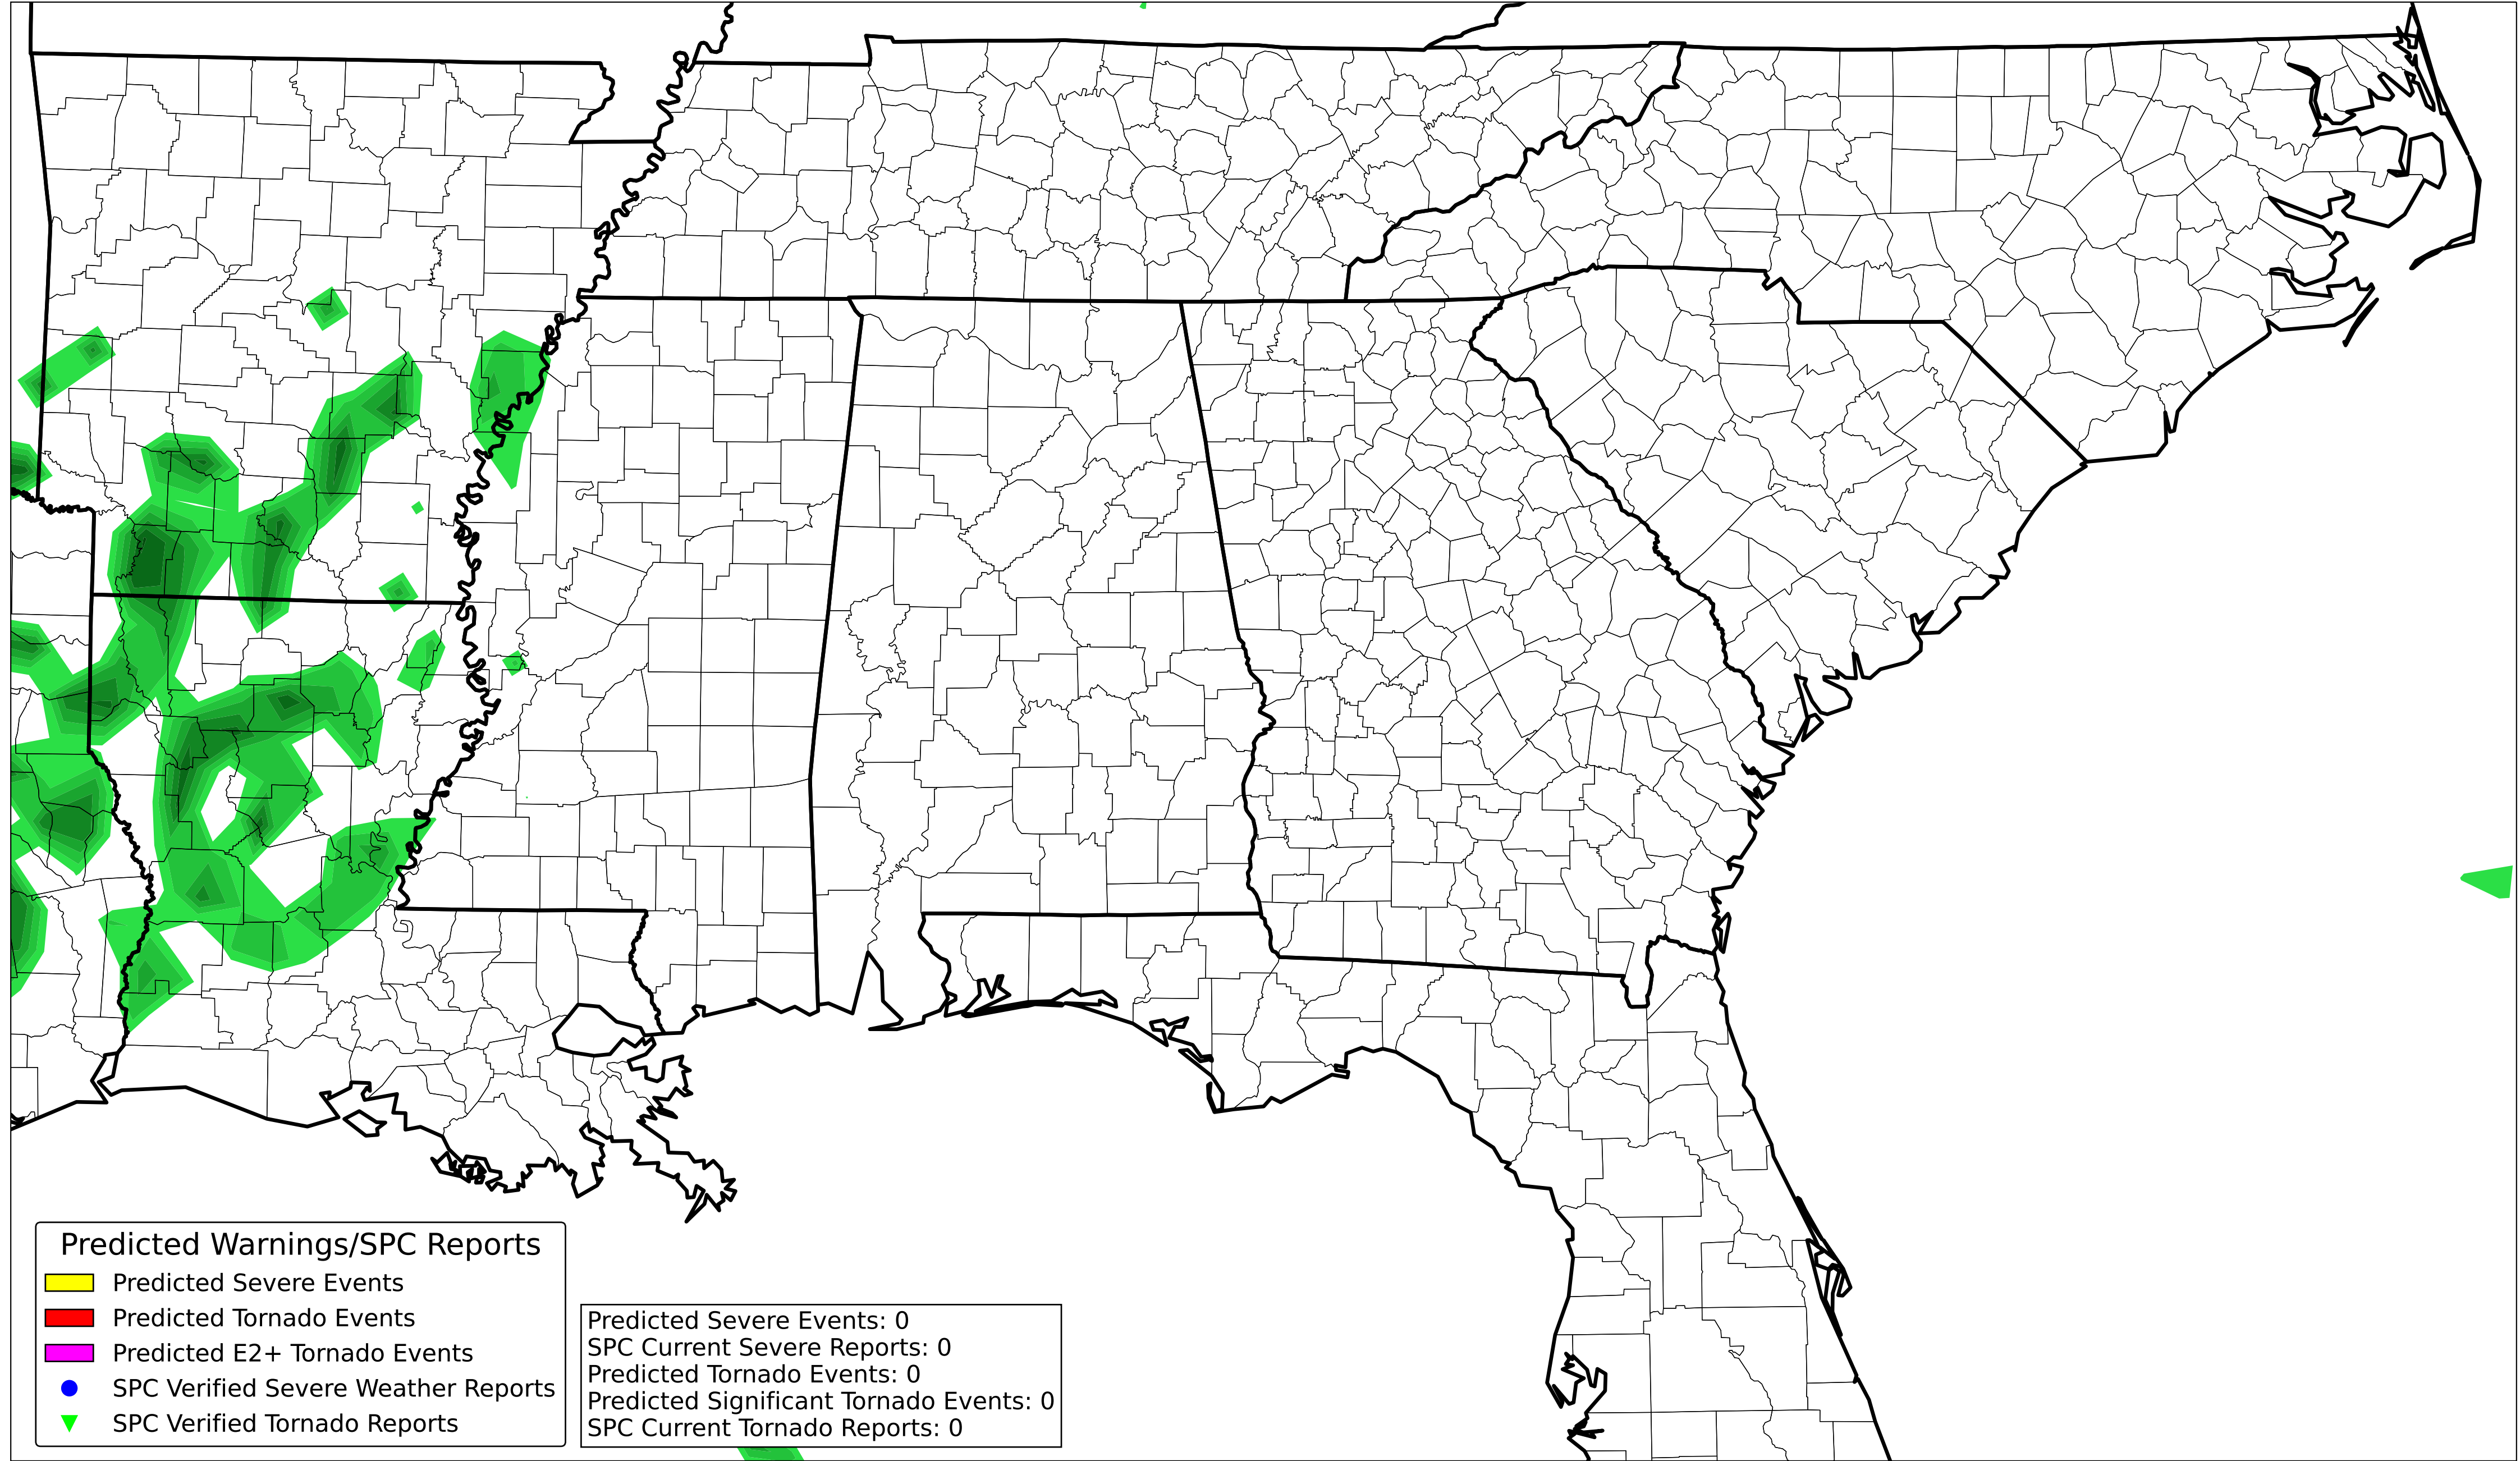 Predicted Warnings/SPC Reports
Predicted Severe Events
Predicted Tornado Events
Predicted E2+ Tornado Events
SPC Verified Severe Weather Reports
SPC Verified Tornado Reports
Predicted Severe Events: 0
SPC Current Severe Reports: 0
Predicted Tornado Events: 0
Predicted Significant Tornado Events: 0
SPC Current Tornado Reports: 0